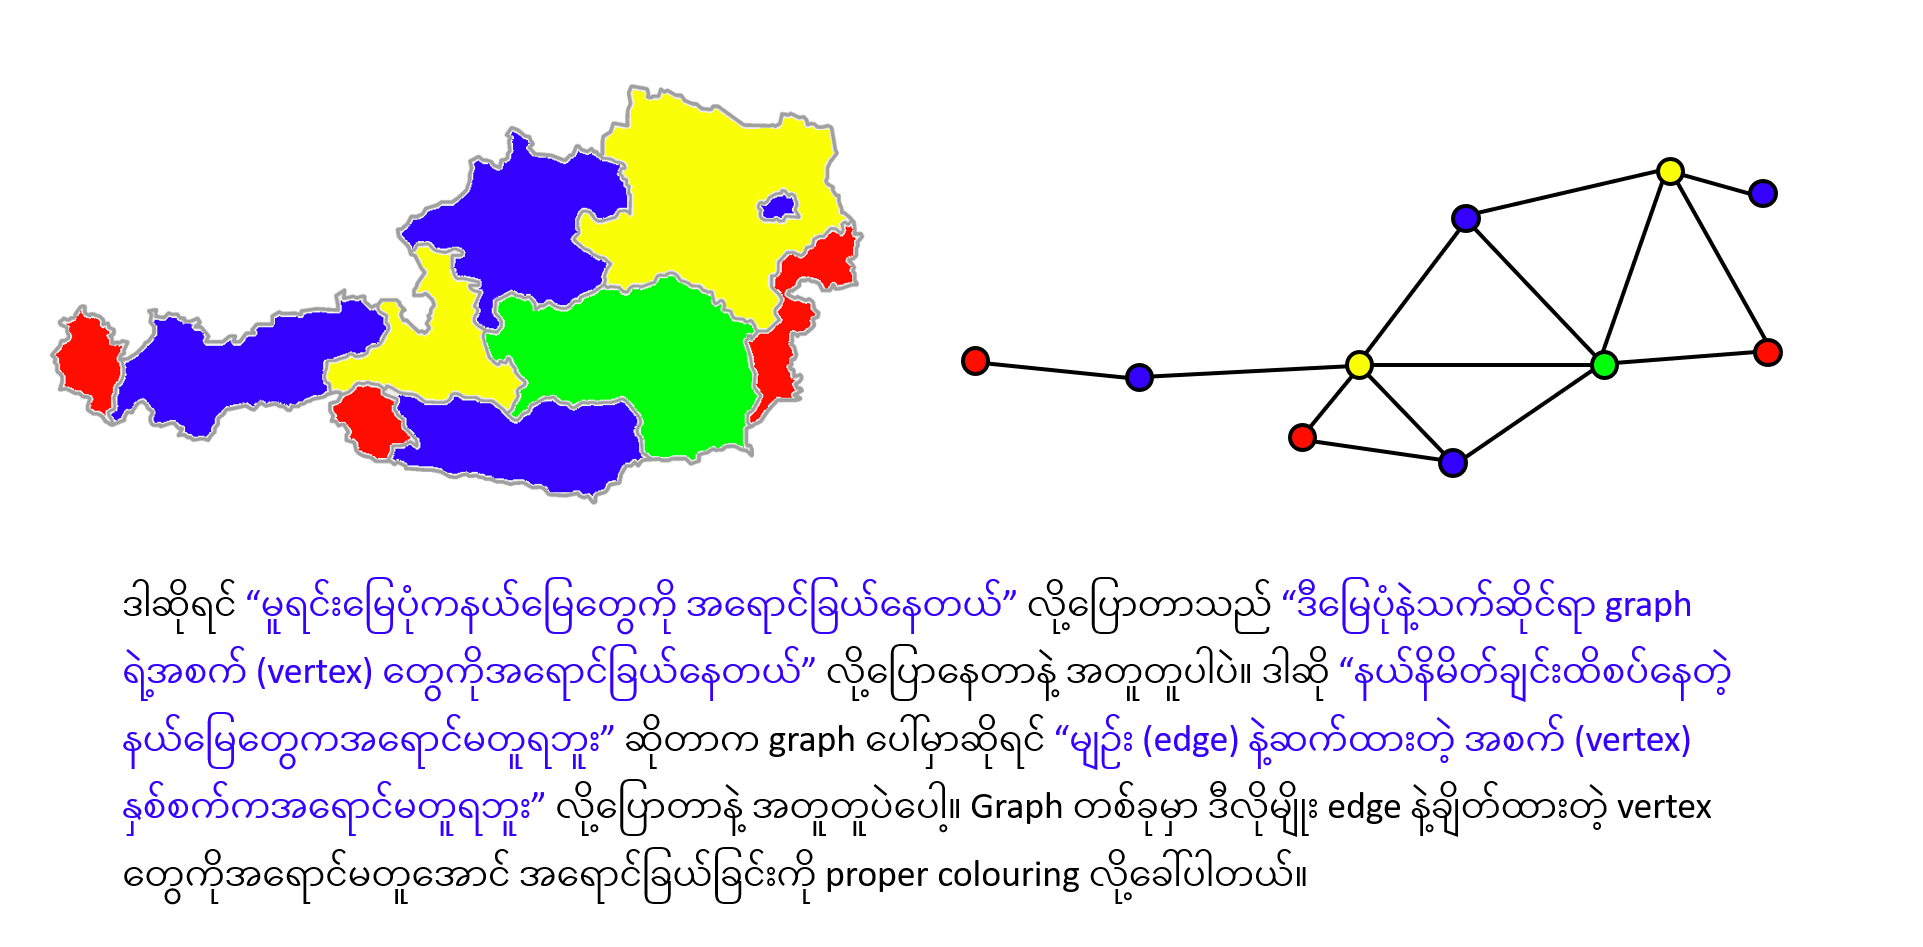 ဒါဆိုရင် “မူရင်းမြေပုံကနယ်မြေတွေကို အရောင်ခြယ်နေတယ်” လို့ပြောတာသည် “ဒီမြေပုံနဲ့သက်ဆိုင်ရာ graph
ရဲ့အစက် (vertex) တွေကိုအရောင်ခြယ်နေတယ်” လို့ပြောနေတာနဲ့ အတူတူပါပဲ။ ဒါဆို “နယ်နိမိတ်ချင်းထိစပ်နေတဲ့
နယ်မြေတွေကအရောင်မတူရဘူး” ဆိုတာက graph ပေါ်မှာဆိုရင် “မျဉ်း (edge) နဲ့ဆက်ထားတဲ့ အစက် (vertex)
နှစ်စက်ကအရောင်မတူရဘူး” လို့ပြောတာနဲ့ အတူတူပဲပေါ့။ Graph တစ်ခုမှာ ဒီလိုမျိုး edge နဲ့ချိတ်ထားတဲ့ vertex
တွေကိုအရောင်မတူအောင် အရောင်ခြယ်ခြင်းကို proper colouring လို့ခေါ်ပါတယ်။